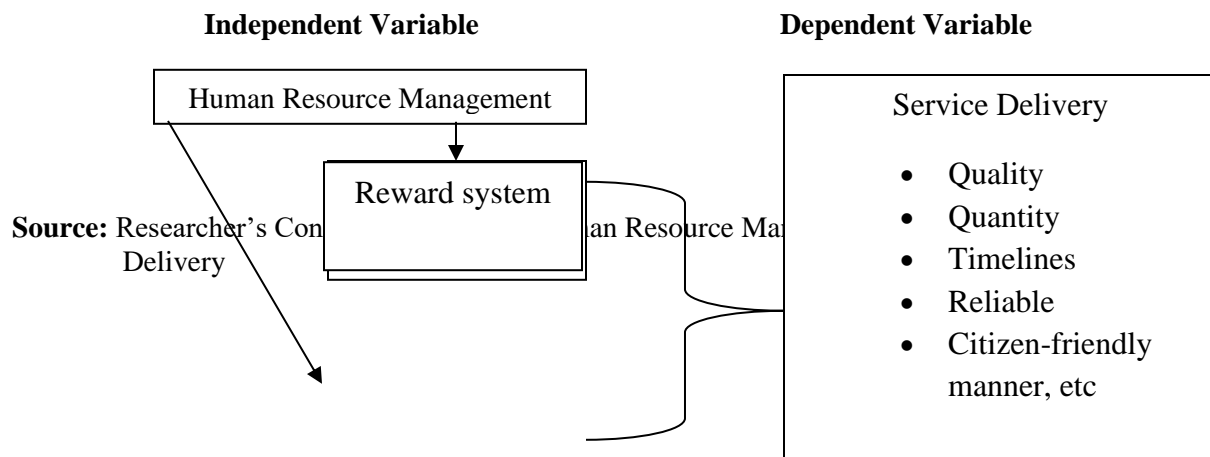 Independent Variable
Dependent Variable
Human Resource Management
Reward system
Source: Researcher’s Con an Resource Ma
Delivery
Service Delivery
• Quality
• Quantity
• Timelines
• Reliable
• Citizen-friendly
manner, etc